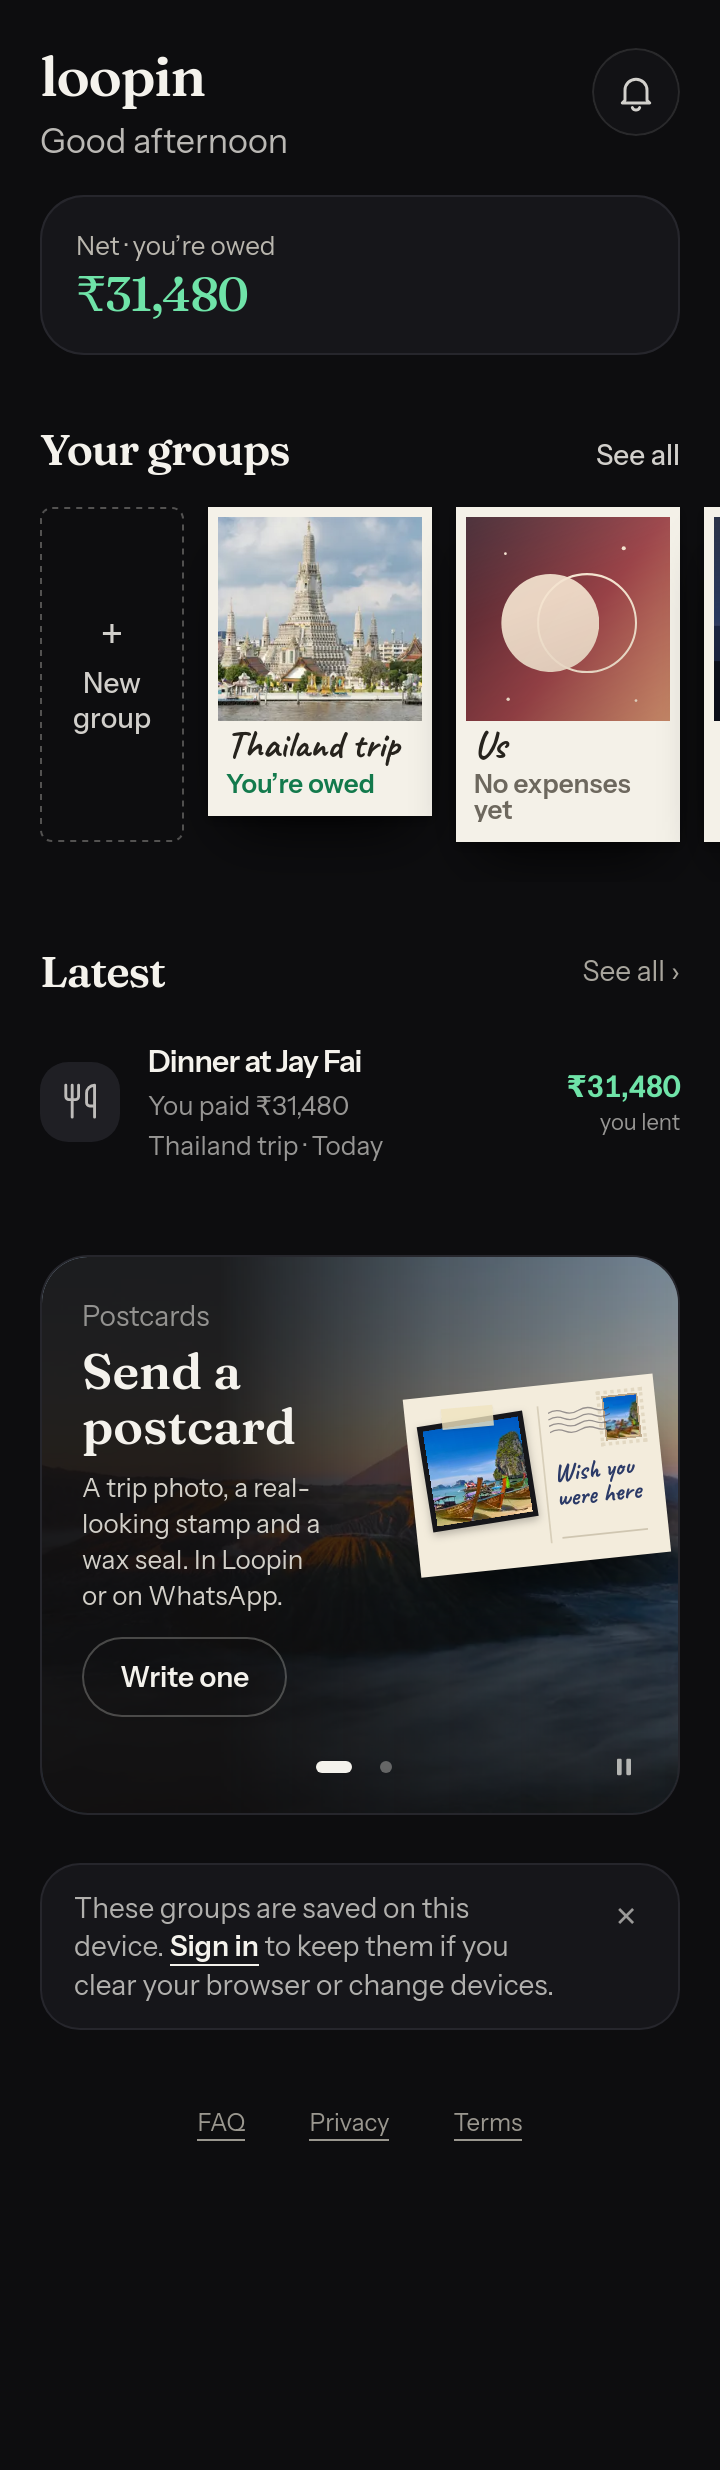 loopin
Good afternoon
Net · you’re owed
₹31,480
Your groups
See all
+
New
group
Thailand trip
You’re owed
Us
No expenses
yet
Latest
See all ›
Dinner at Jay Fai
You paid ₹31,480
Thailand trip · Today
₹31,480
you lent
Postcards
Send a
postcard
A trip photo, a real-
looking stamp and a
wax seal. In Loopin
or on WhatsApp.
Wish you
were here
Write one
These groups are saved on this
device. Sign in to keep them if you
clear your browser or change devices.
FAQ
Privacy
Terms